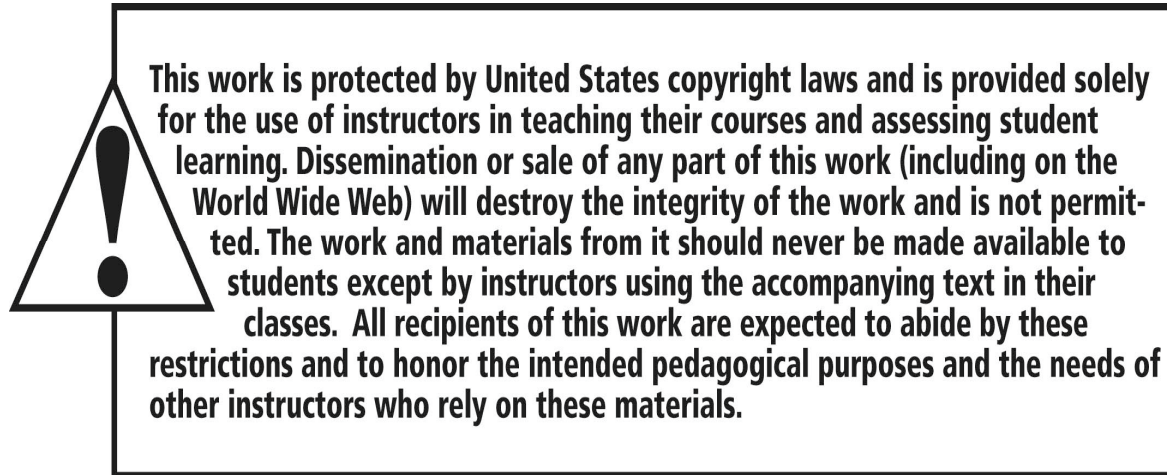 This work is protected by United States copyright laws and is provided solely
for the use of instructors in teaching their courses and assessing student
learning. Dissemination or sale of any part of this work (including on the
World Wide Web) will destroy the integrity of the work and is not permit-
ted. The work and materials from it should never be made available to
students except by instructors using the accompanying text in their
classes. All recipients of this work are expected to abide by these
restrictions and to honor the intended pedagogical purposes and the needs of
other instructors who rely on these materials.